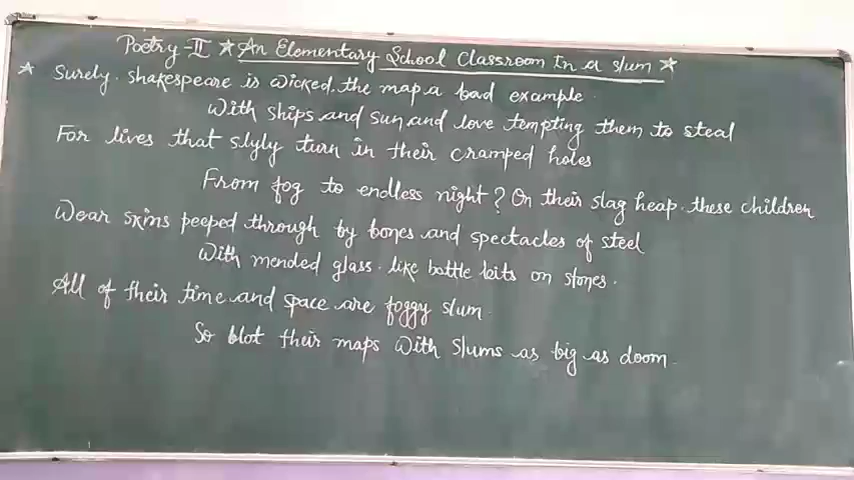 Poetry-II ★ An Elementary School Classroom In a slum ★
★ Surely. shakespeare is wicked. the map a bad example.
With ships and sun and love tempting them to steal
For lives that slyly turn in their cramped holes
From fog to endless night? On their slag heap. these children
Wear skins peeped through by bones and spectacles of steel
With mended glass. like bottle bits on stones.
All of their time and space are foggy slum.
So blot their maps with slums as big as doom.